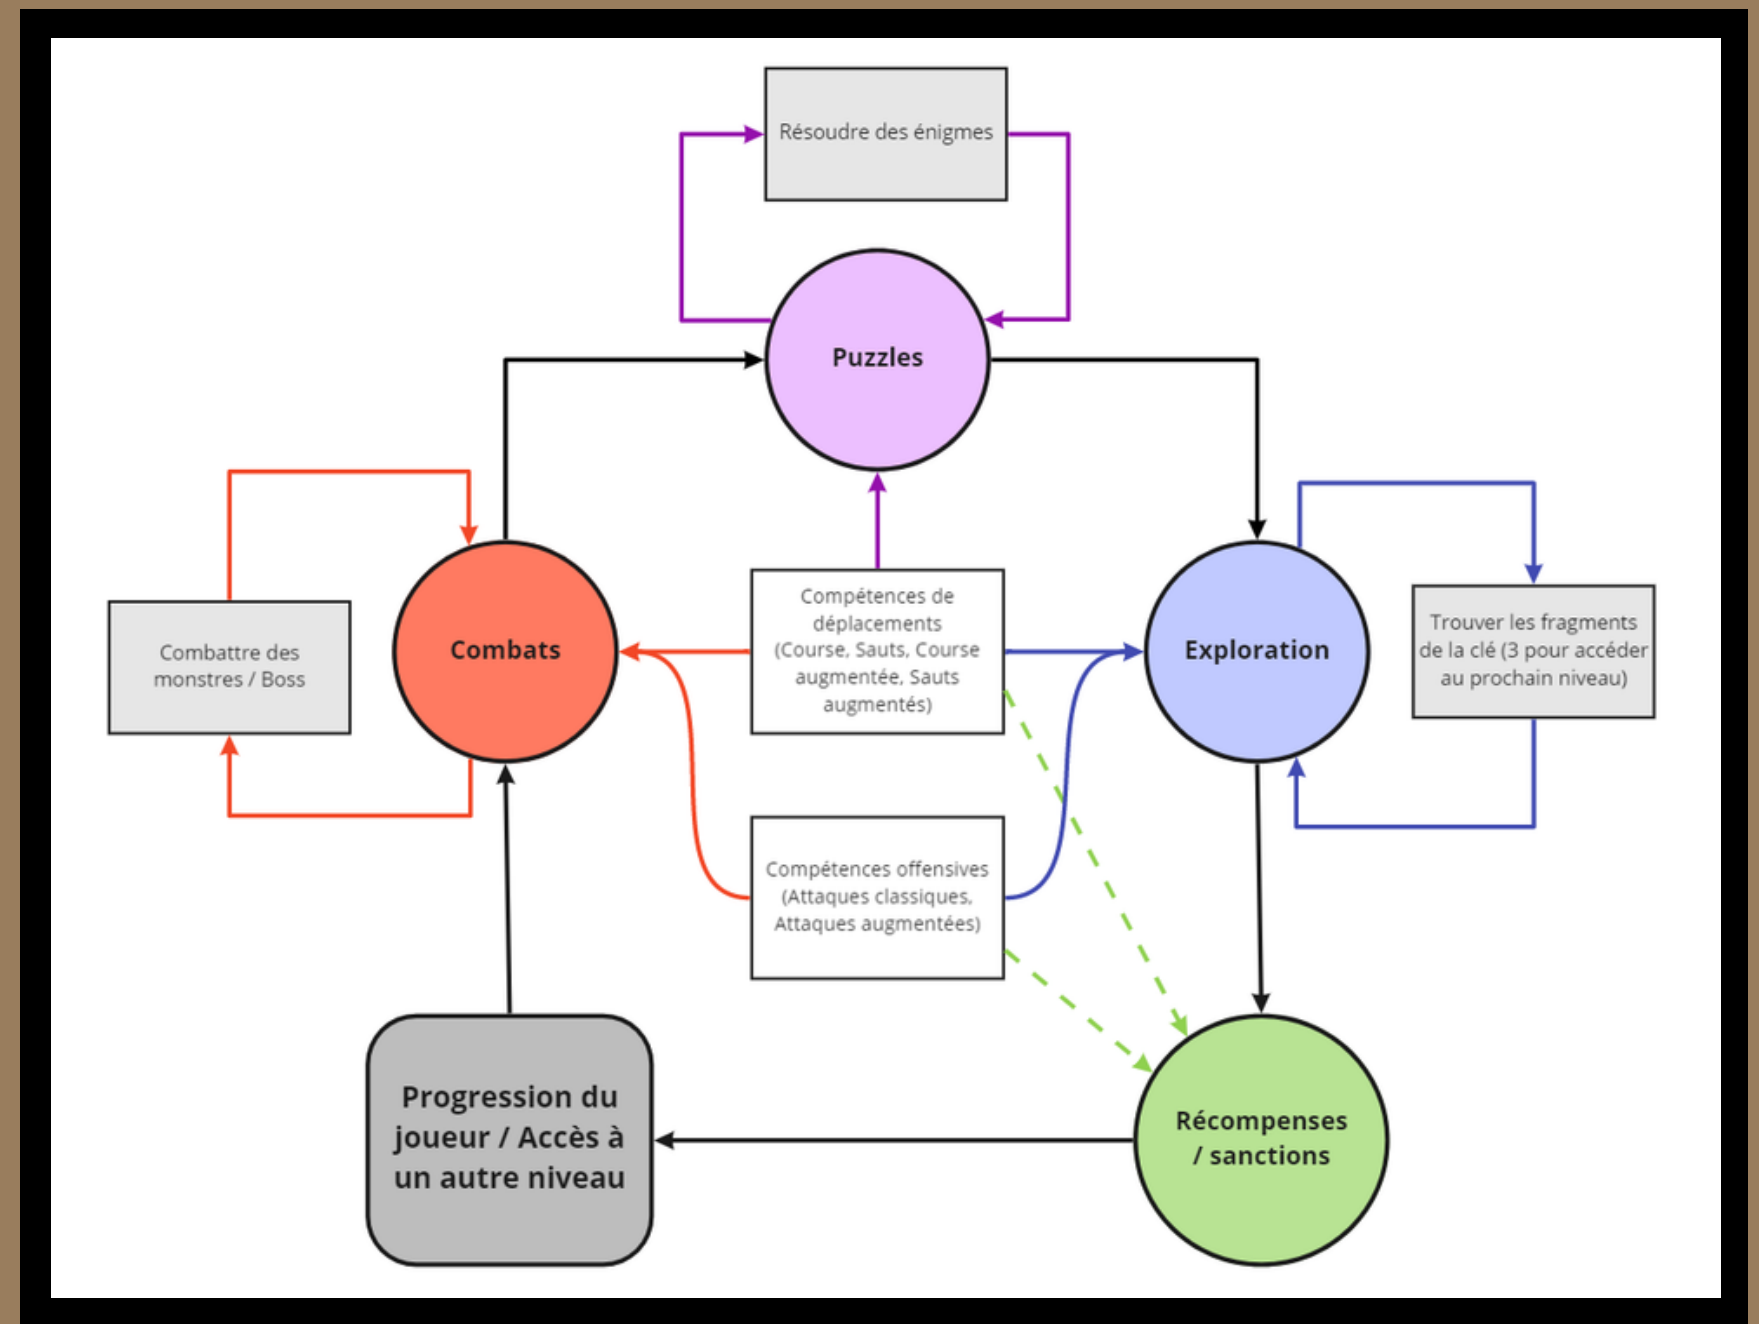 Résoudre des énigmes
Puzzles
Combattre des
monstres / Boss
Combats
Compétences de
déplacements
(Course, Sauts, Course
augmentée, Sauts
augmentés)
Exploration
Trouver les fragments
de la clé (3 pour accéder
au prochain niveau)
Compétences offensives
(Attaques classiques,
Attaques augmentées)
Progression du
joueur / Accès à
un autre niveau
Récompenses
/ sanctions